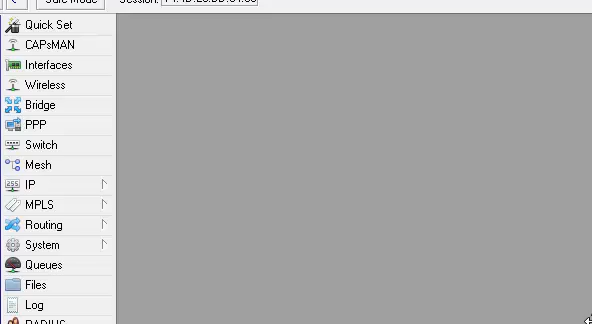 Safe Mode Session:
Quick Set
CAPsMAN
Interfaces
Wireless
Bridge
PPP
Switch
Mesh
IP
MPLS
Routing
System
Queues
Files
Log
RADIUS